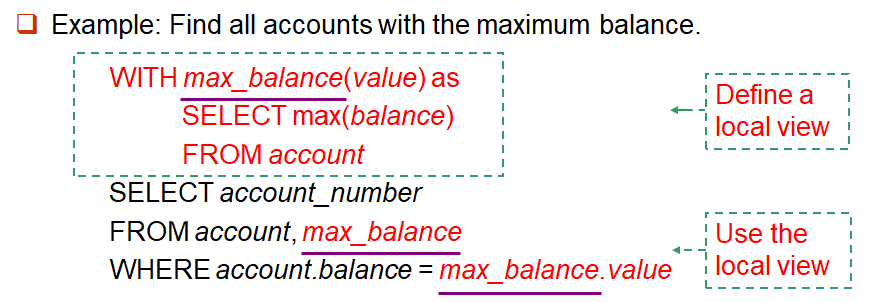 Example: Find all accounts with the maximum balance.
WITH max_balance(value) as
SELECT max(balance)
FROM account
Define a
local view
SELECT account_number
FROM account, max_balance
WHERE account.balance = max_balance.value
Use the
local view